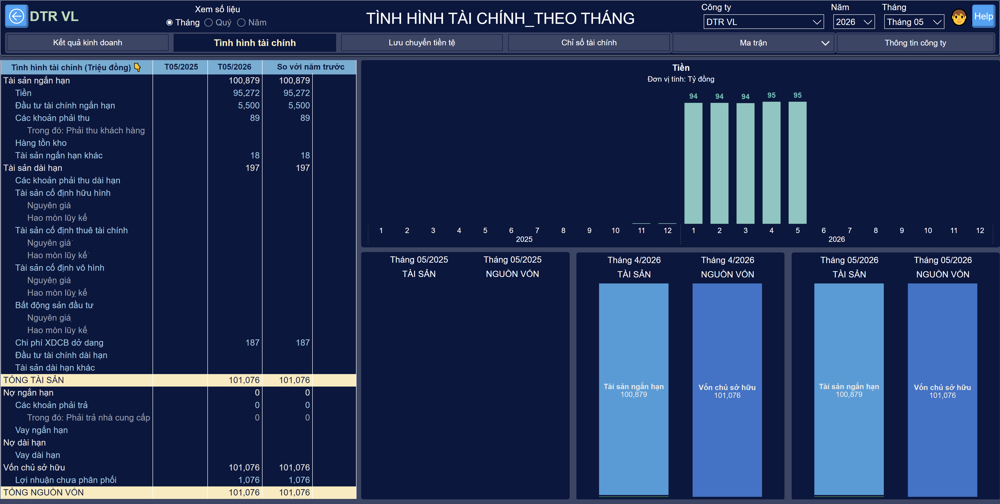 DTR VL
Xem số liệu
Tháng Quý Năm
TÌNH HÌNH TÀI CHÍNH_THEO THÁNG
Công ty Năm Tháng
DTR VL 2026 Tháng 05
Help
Kết quả kinh doanh Tình hình tài chính Lưu chuyển tiền tệ Chỉ số tài chính Ma trận Thông tin công ty
Tình hình tài chính (Triệu đồng) T05/2025 T05/2026 So với năm trước
Tài sản ngắn hạn 100,879 100,879
Tiền 95,272 95,272
Đầu tư tài chính ngắn hạn 5,500 5,500
Các khoản phải thu 89 89
Trong đó: Phải thu khách hàng
Hàng tồn kho
Tài sản ngắn hạn khác 18 18
Tài sản dài hạn 197 197
Các khoản phải thu dài hạn
Tài sản cố định hữu hình
Nguyên giá
Hao mòn lũy kế
Tài sản cố định thuê tài chính
Nguyên giá
Hao mòn lũy kế
Tài sản cố định vô hình
Nguyên giá
Hao mòn lũy kế
Bất động sản đầu tư
Nguyên giá
Hao mòn lũy kế
Chi phí XDCB dở dang 187 187
Đầu tư tài chính dài hạn
Tài sản dài hạn khác
TỔNG TÀI SẢN 101,076 101,076
Nợ ngắn hạn 0 0
Các khoản phải trả 0 0
Trong đó: Phải trả nhà cung cấp 0 0
Vay ngắn hạn
Nợ dài hạn
Vay dài hạn
Vốn chủ sở hữu 101,076 101,076
Lợi nhuận chưa phân phối 1,076 1,076
TỔNG NGUỒN VỐN 101,076 101,076
Tiền
Đơn vị tính: Tỷ đồng
94 94 94 95 95
1 2 3 4 5 6 7 8 9 10 11 12 1 2 3 4 5 6 7 8 9 10 11 12
2025 2026
Tháng 05/2025 Tháng 05/2025
TÀI SẢN NGUỒN VỐN
Tháng 4/2026 Tháng 4/2026
TÀI SẢN NGUỒN VỐN
Tài sản ngắn hạn Vốn chủ sở hữu
100,879 101,076
Tháng 05/2026 Tháng 05/2026
TÀI SẢN NGUỒN VỐN
Tài sản ngắn hạn Vốn chủ sở hữu
100,879 101,076